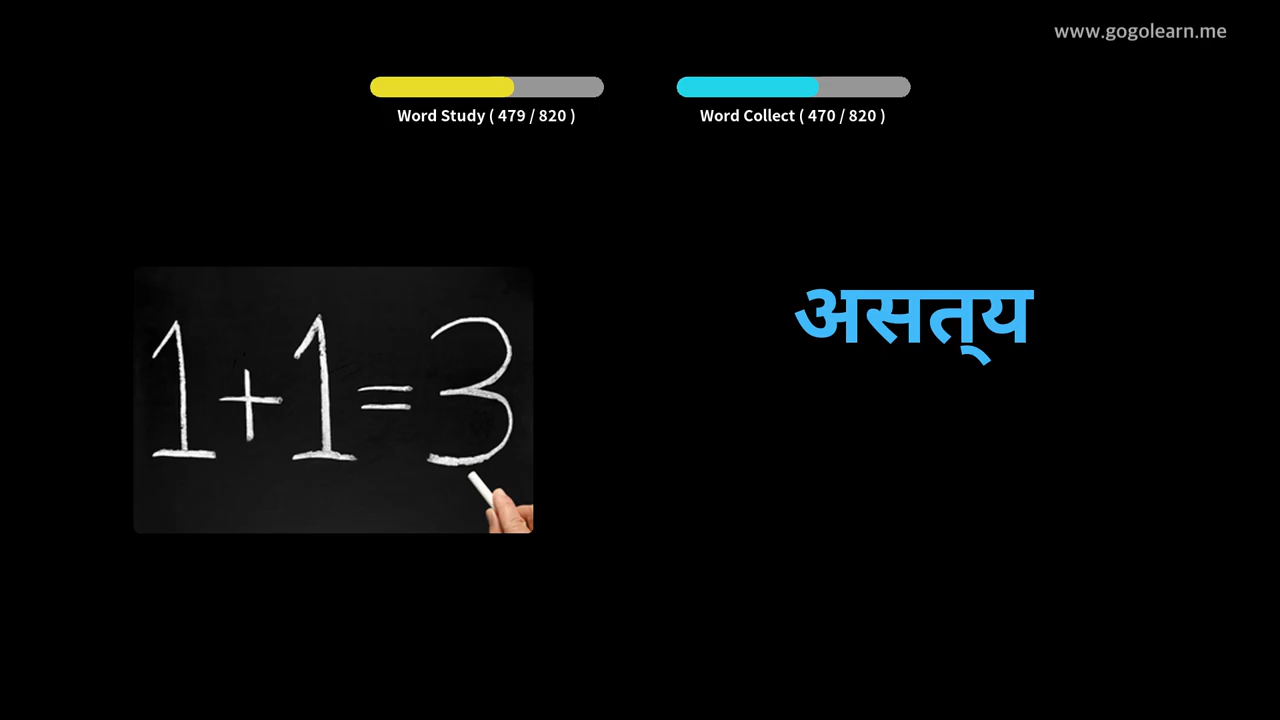 www.gogolearn.me
Word Study ( 479 / 820 )
Word Collect ( 470 / 820 )
1+1=3
असत्‌य